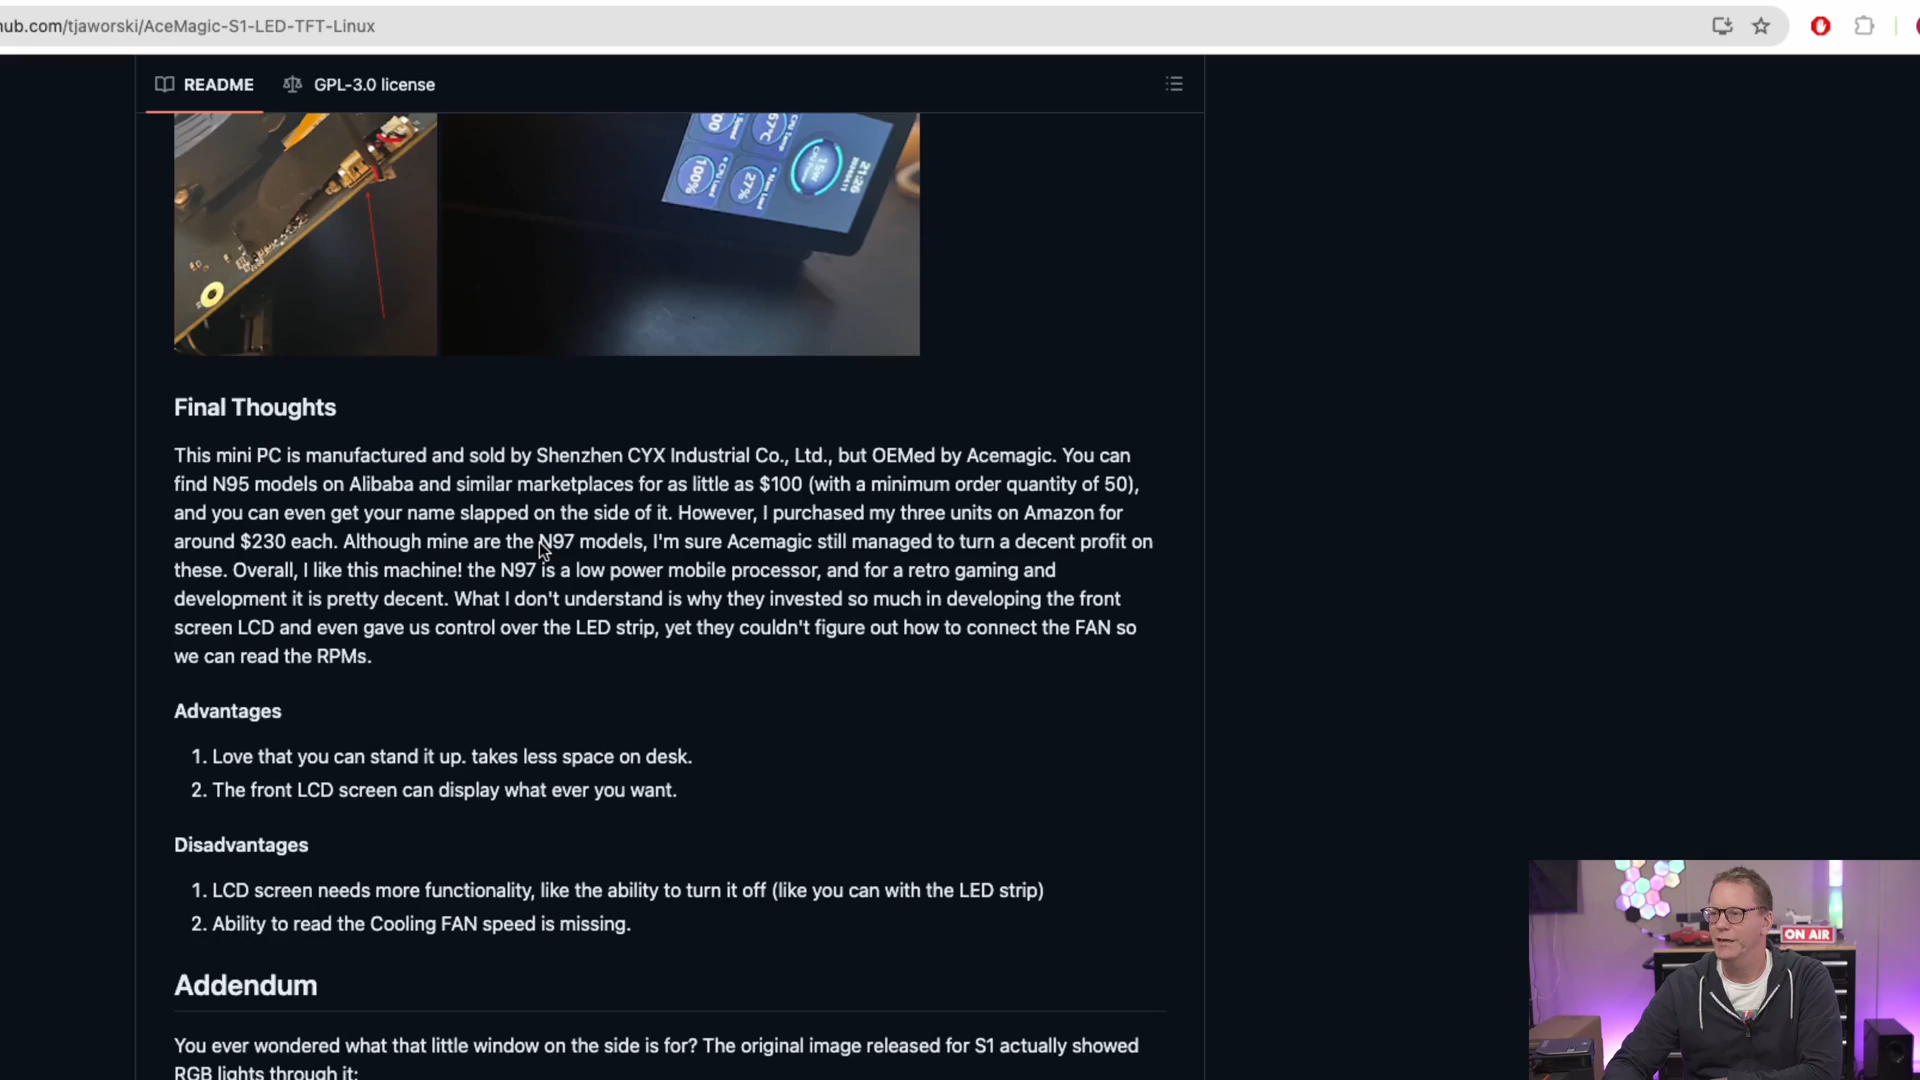 hub.com/tjaworski/AceMagic-S1-LED-TFT-Linux
README
GPL-3.0 license
CPU Temp
100%
CPU Load
27%
15W
21:26
Final Thoughts
This mini PC is manufactured and sold by Shenzhen CYX Industrial Co., Ltd., but OEMed by Acemagic. You can
find N95 models on Alibaba and similar marketplaces for as little as $100 (with a minimum order quantity of 50),
and you can even get your name slapped on the side of it. However, I purchased my three units on Amazon for
around $230 each. Although mine are the N97 models, I'm sure Acemagic still managed to turn a decent profit on
these. Overall, I like this machine! the N97 is a low power mobile processor, and for a retro gaming and
development it is pretty decent. What I don't understand is why they invested so much in developing the front
screen LCD and even gave us control over the LED strip, yet they couldn't figure out how to connect the FAN so
we can read the RPMs.
Advantages
1. Love that you can stand it up. takes less space on desk.
2. The front LCD screen can display what ever you want.
Disadvantages
1. LCD screen needs more functionality, like the ability to turn it off (like you can with the LED strip)
2. Ability to read the Cooling FAN speed is missing.
Addendum
You ever wondered what that little window on the side is for? The original image released for S1 actually showed
RGB lights through it:
ON AIR